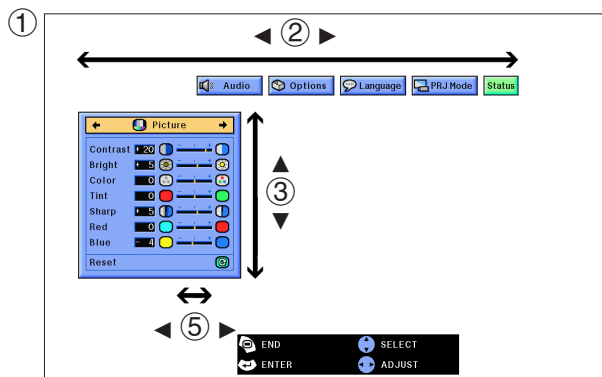 ①
◀ ② ▶
Audio Options Language PRJ Mode Status
Picture
Contrast + 20 - +
Bright + 5 - +
Color 0 - +
Tint 0 - +
Sharp + 5 - +
Red 0 - +
Blue - 4 - +
Reset
▲
③
▼
◀ ⑤ ▶
END SELECT
ENTER ADJUST